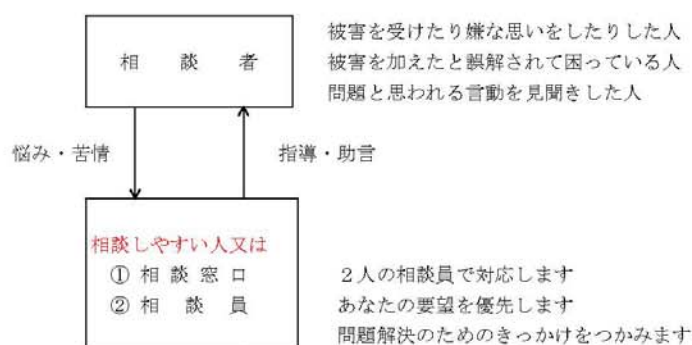 被害を受けたり嫌な思いをしたりした人
相談者
被害を加えたと誤解されて困っている人
問題と思われる言動を見聞きした人
悩み・苦情
指導・助言
相談しやすい人又は
①相談窓口
２人の相談員で対応します
②相談員
あなたの要望を優先します
問題解決のためのきっかけをつかみます